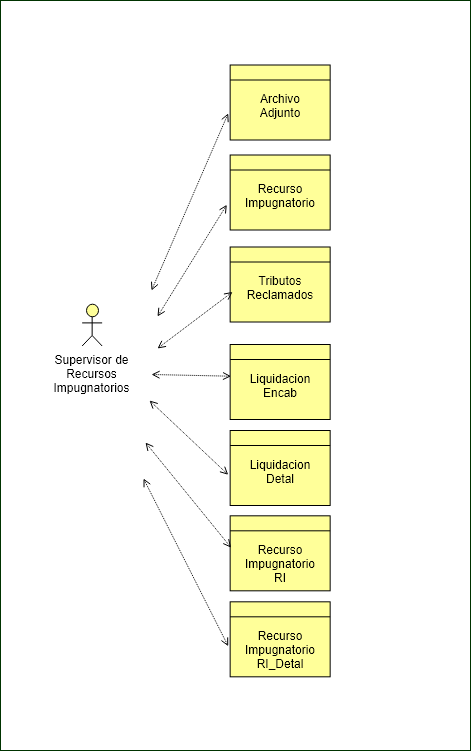 Archivo
Adjunto
Recurso
Impugnatorio
Tributos
Reclamados
Supervisor de
Recursos
Impugnatorios
Liquidacion
Encab
Liquidacion
Detal
Recurso
Impugnatorio
RI
Recurso
Impugnatorio
RI_Detal